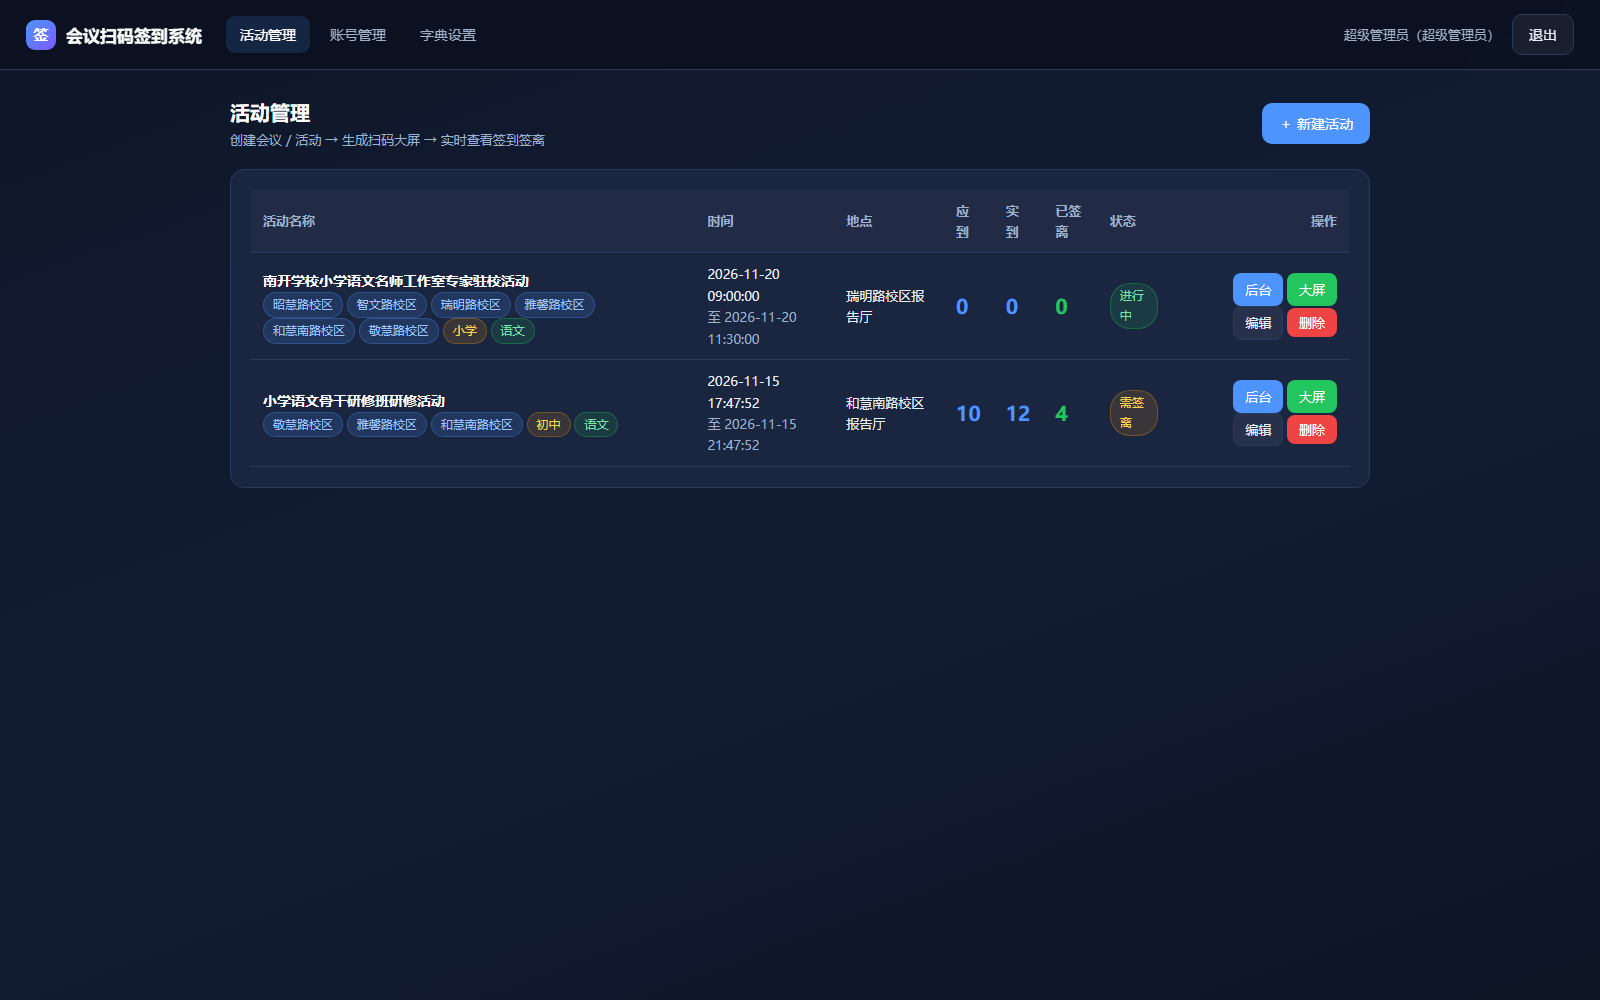 签 会议扫码签到系统 活动管理 账号管理 字典设置 超级管理员（超级管理员） 退出
活动管理
创建会议 / 活动 → 生成扫码大屏 → 实时查看签到签离
+ 新建活动
活动名称 时间 地点 应到 实到 已签离 状态 操作
南开学校小学语文名师工作室专家驻校活动
昭慧路校区 智文路校区 瑞明路校区 雅馨路校区
和慧南路校区 敬慧路校区 小学 语文
2026-11-20
09:00:00
至 2026-11-20
11:30:00
瑞明路校区报
告厅
0 0 0
进行
中
后台 大屏
编辑 删除
小学语文骨干研修班研修活动
敬慧路校区 雅馨路校区 和慧南路校区 初中 语文
2026-11-15
17:47:52
至 2026-11-15
21:47:52
和慧南路校区
报告厅
10 12 4
需签
离
后台 大屏
编辑 删除